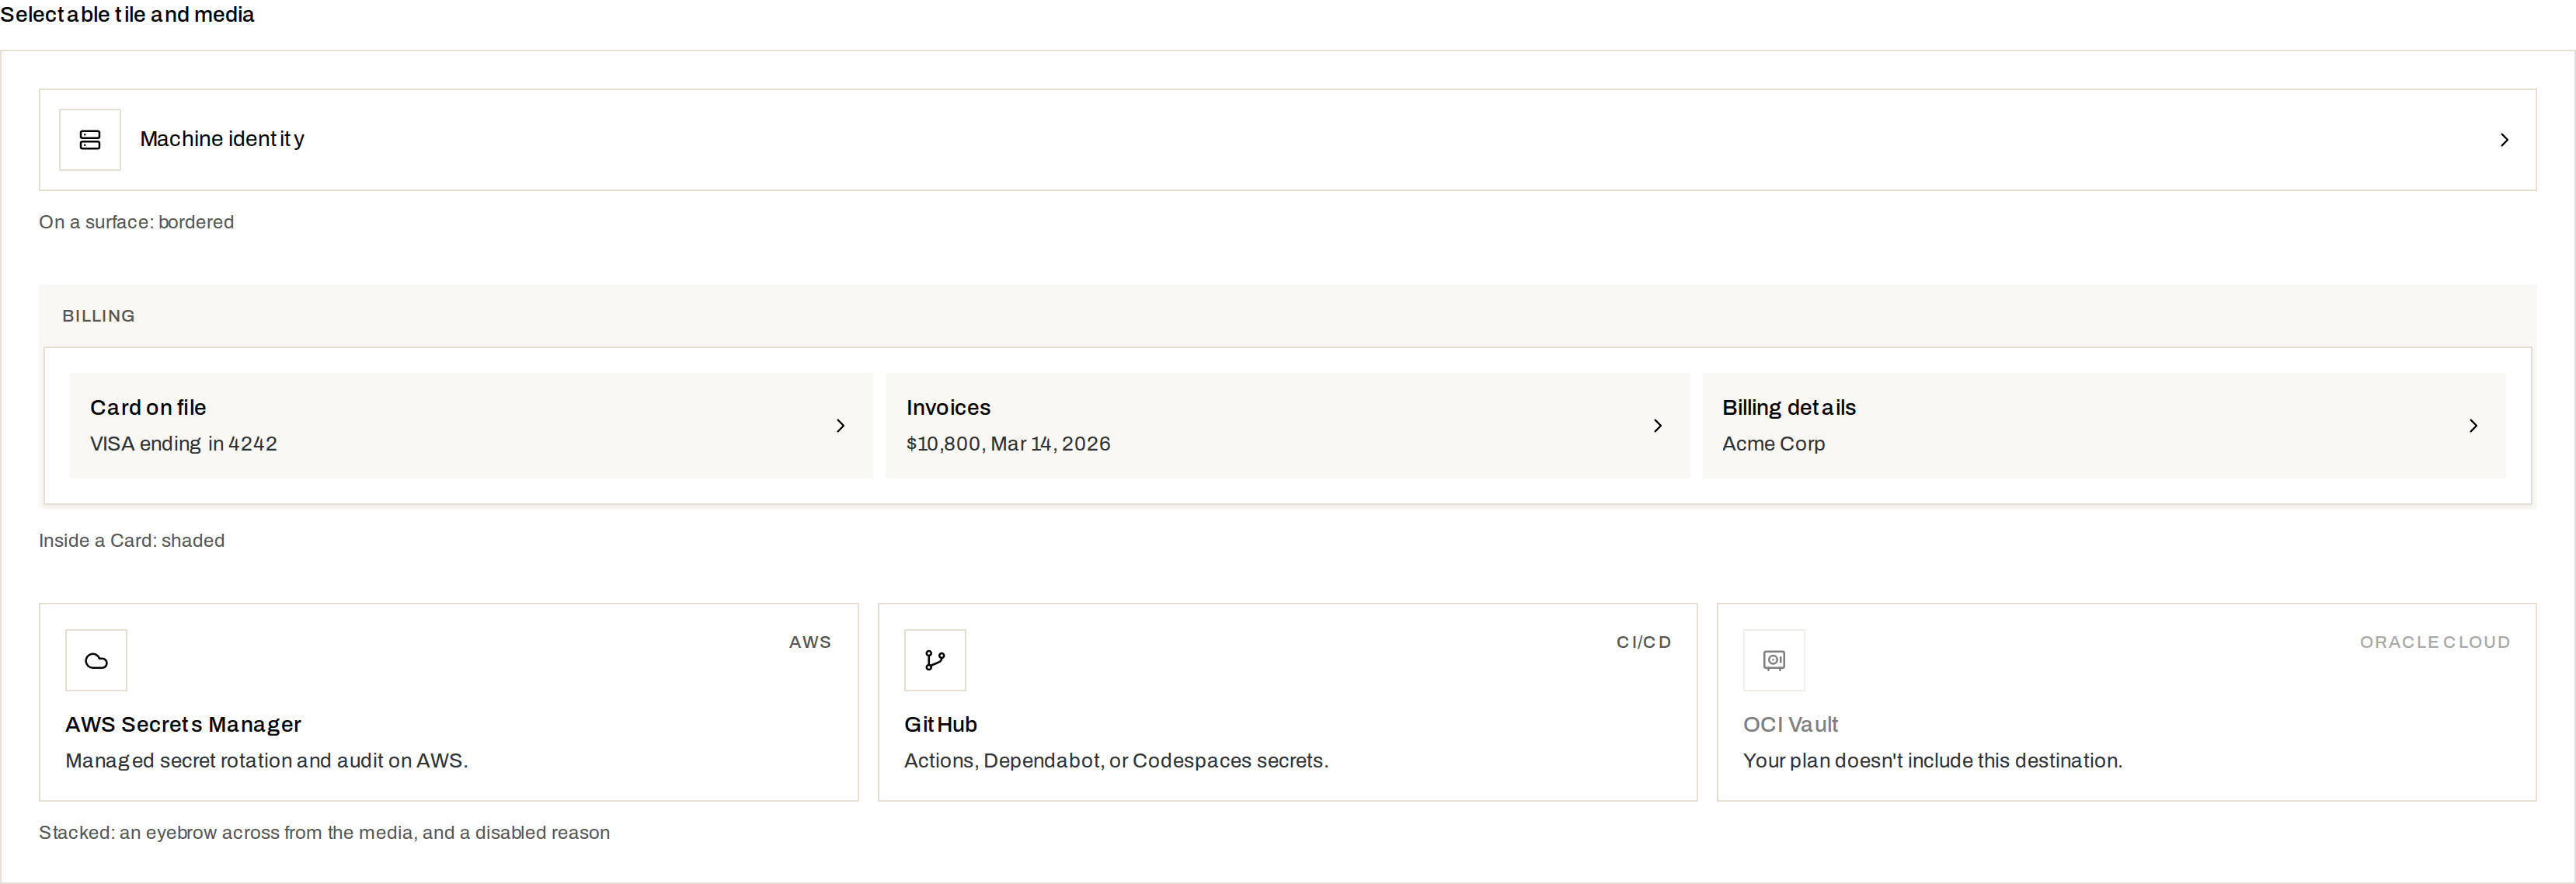 Selectable tile and media
Machine identity
On a surface: bordered
BILLING
Card on file
VISA ending in 4242
Invoices
$10,800, Mar 14, 2026
Billing details
Acme Corp
Inside a Card: shaded
AWS
AWS Secrets Manager
Managed secret rotation and audit on AWS.
CI/CD
GitHub
Actions, Dependabot, or Codespaces secrets.
ORACLE CLOUD
OCI Vault
Your plan doesn't include this destination.
Stacked: an eyebrow across from the media, and a disabled reason